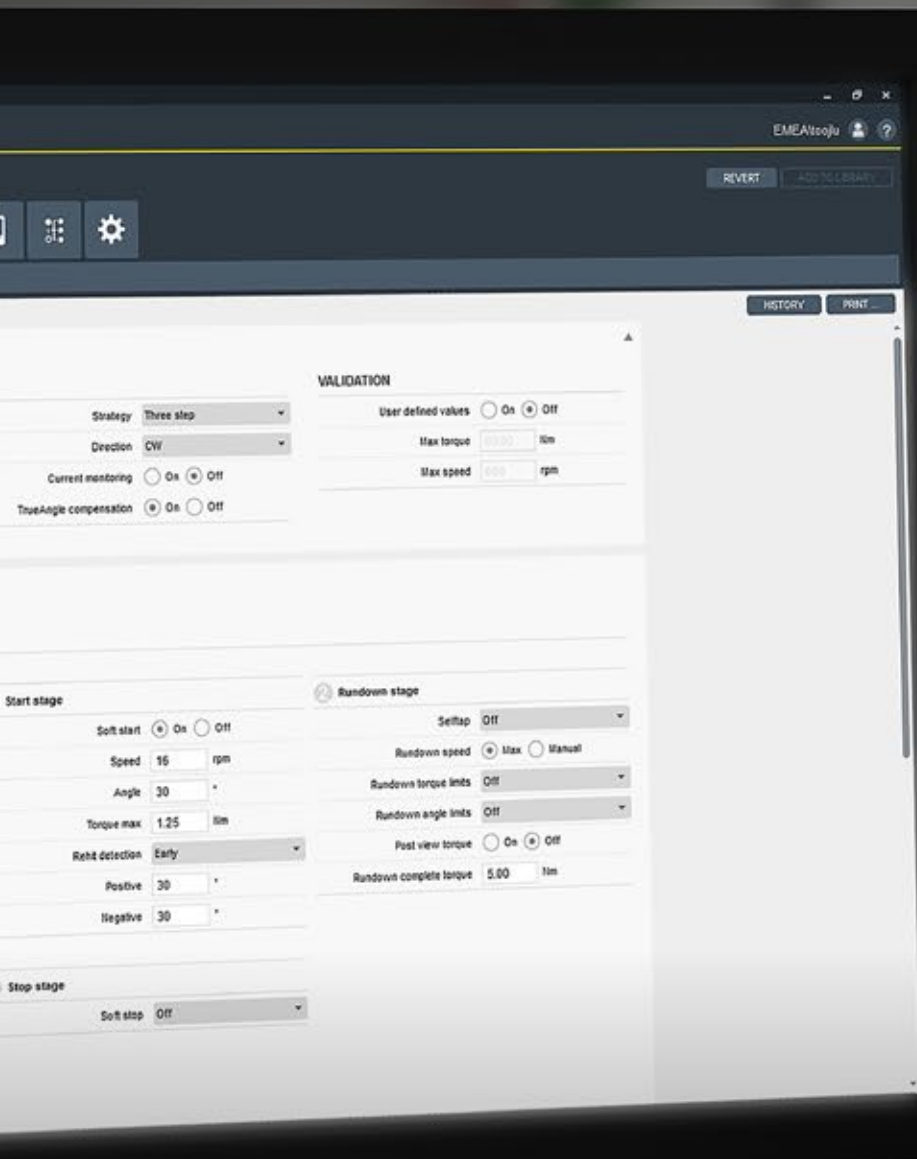 REVERT
ADD TO LIBRARY
HISTORY
PRINT ...
VALIDATION
Strategy Three step
Direction CW
Current monitoring On Off
TrueAngle compensation On Off
User defined values On Off
Max torque Nm
Max speed rpm
Start stage
Soft start On Off
Speed 16 rpm
Angle 30 °
Torque max 1.25 Nm
Rehit detection Early
Positive 30 °
Negative 30 °
Rundown stage
Selftap Off
Rundown speed Max Manual
Rundown torque limits Off
Rundown angle limits Off
Post view torque On Off
Rundown complete torque 5.00 Nm
Stop stage
Soft stop Off